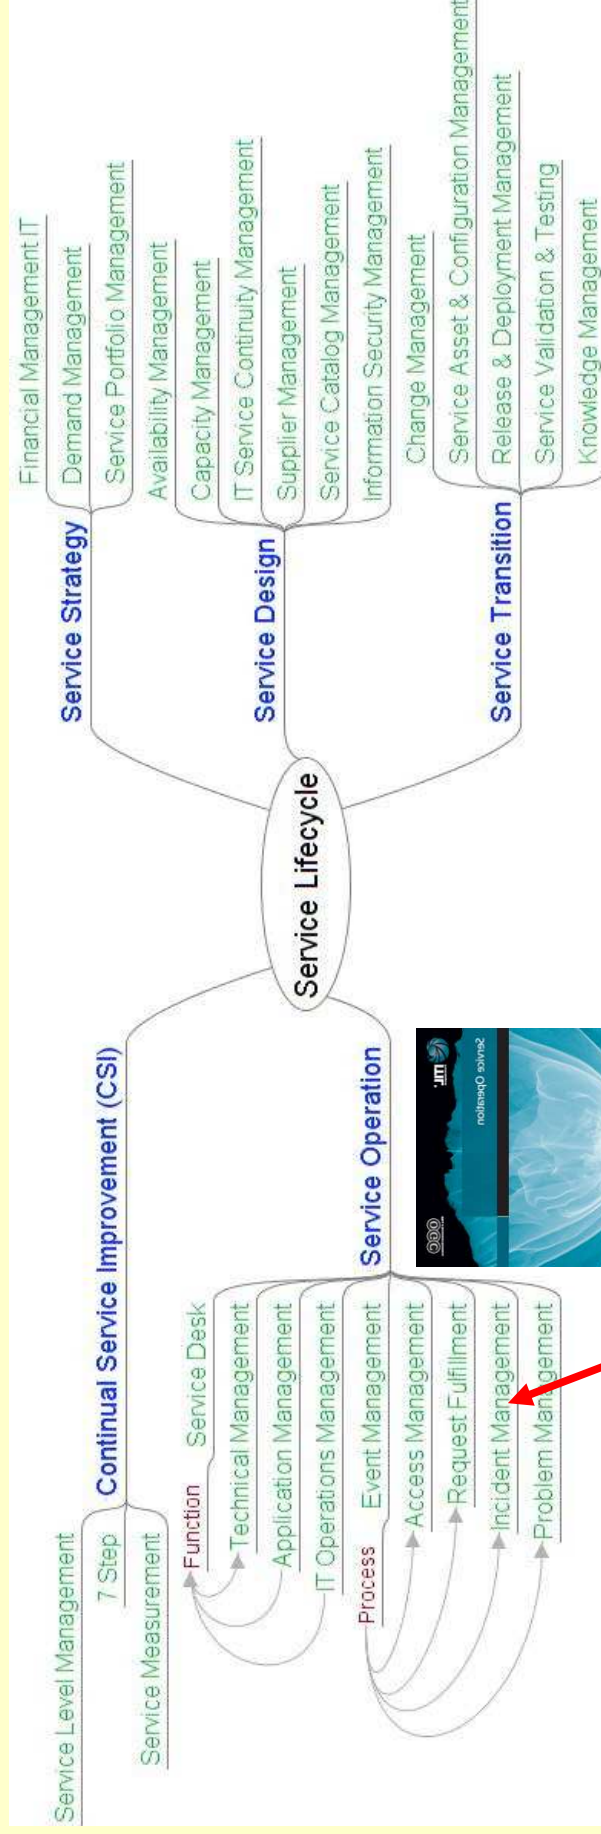 Service Lifecycle
Continual Service Improvement (CSI)
Service Level Management
7 Step
Service Measurement
Service Operation
Function
Service Desk
Technical Management
Application Management
IT Operations Management
Process
Event Management
Access Management
Request Fulfillment
Incident Management
Problem Management
Service Strategy
Financial Management IT
Demand Management
Service Portfolio Management
Service Design
Availability Management
Capacity Management
IT Service Continuity Management
Supplier Management
Service Catalog Management
Information Security Management
Service Transition
Change Management
Service Asset & Configuration Management
Release & Deployment Management
Service Validation & Testing
Knowledge Management
OGC
ITIL
Service Operation